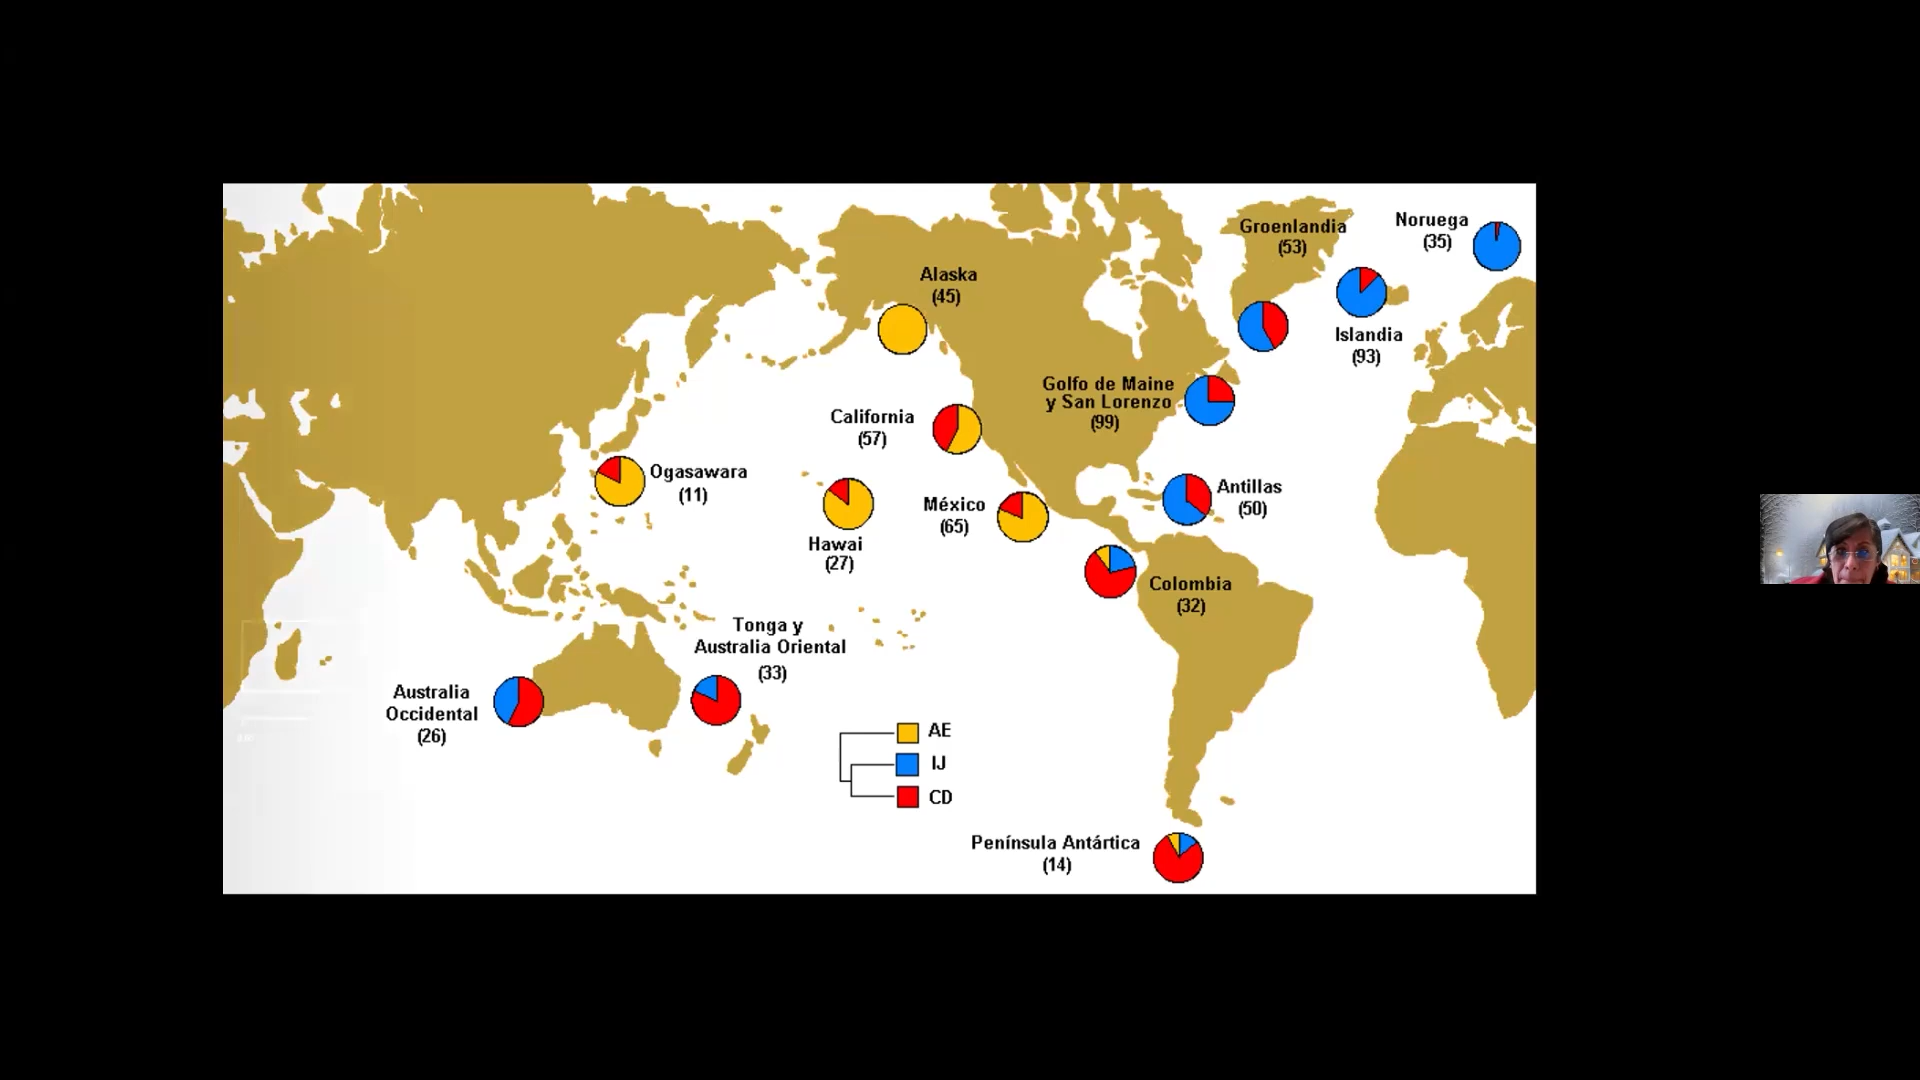 Groenlandia
(53)
Noruega
(35)
Alaska
(45)
Islandia
(93)
Golfo de Maine
y San Lorenzo
(99)
California
(57)
Ogasawara
(11)
Hawai
(27)
México
(65)
Antillas
(50)
Colombia
(32)
Tonga y
Australia Oriental
(33)
Australia
Occidental
(26)
AE
IJ
CD
Península Antártica
(14)